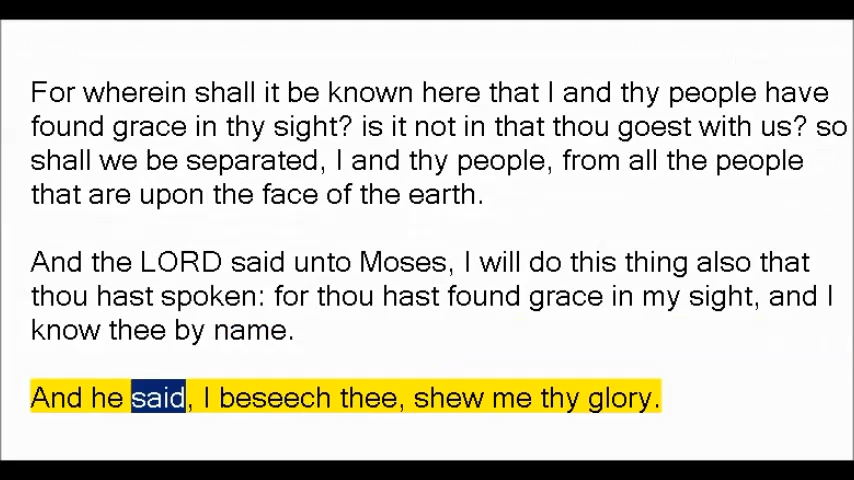 For wherein shall it be known here that I and thy people have
found grace in thy sight? is it not in that thou goest with us? so
shall we be separated, I and thy people, from all the people
that are upon the face of the earth.
And the LORD said unto Moses, I will do this thing also that
thou hast spoken: for thou hast found grace in my sight, and I
know thee by name.
And he said, I beseech thee, shew me thy glory.